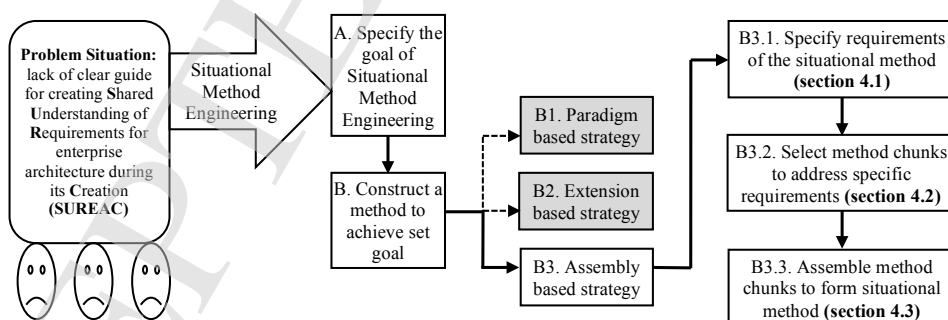 Problem Situation:
lack of clear guide
for creating Shared
Understanding of
Requirements for
enterprise
architecture during
its Creation
(SUREAC)
Situational
Method
Engineering
A. Specify the
goal of
Situational
Method
Engineering
B. Construct a
method to
achieve set
goal
B1. Paradigm
based strategy
B2. Extension
based strategy
B3. Assembly
based strategy
B3.1. Specify requirements
of the situational method
(section 4.1)
B3.2. Select method chunks
to address specific
requirements (section 4.2)
B3.3. Assemble method
chunks to form situational
method (section 4.3)